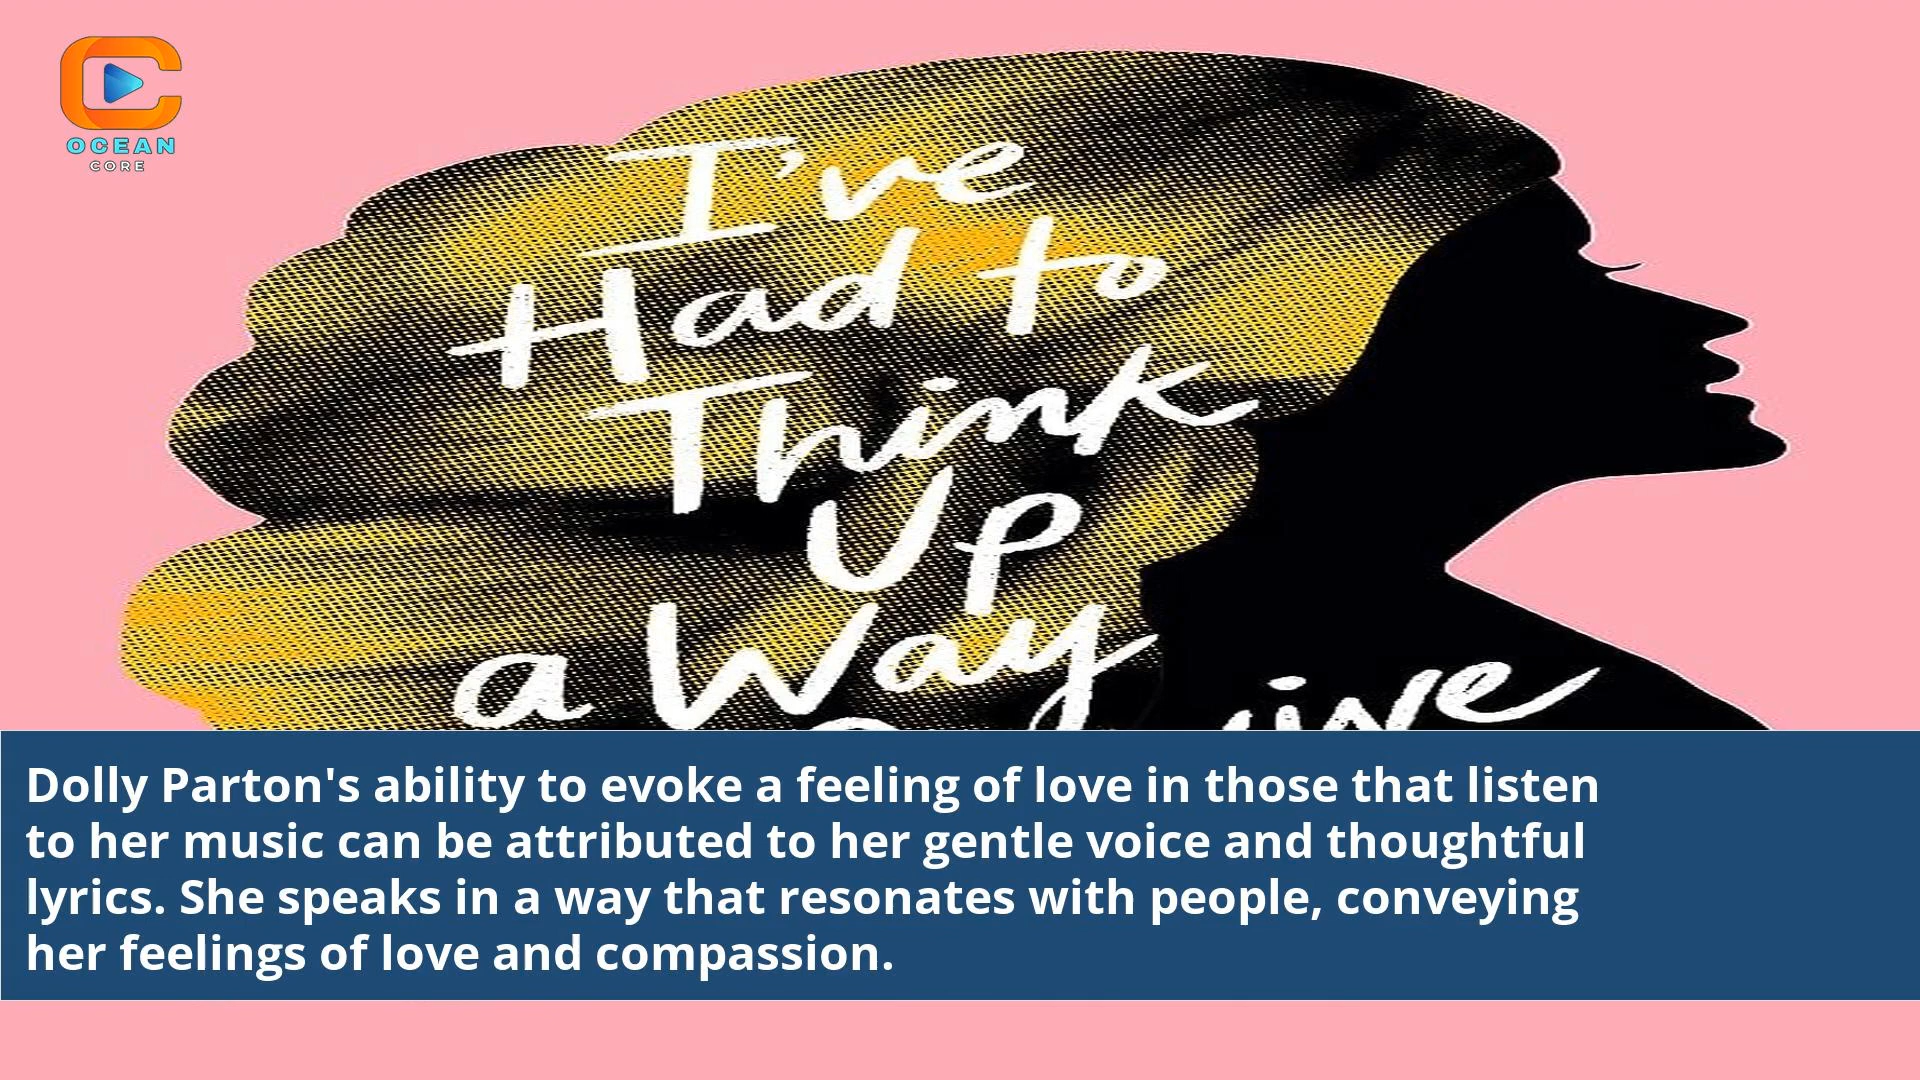 OCEAN
CORE
I've
Had to
Think
Up
a Way
Dolly Parton's ability to evoke a feeling of love in those that listen
to her music can be attributed to her gentle voice and thoughtful
lyrics. She speaks in a way that resonates with people, conveying
her feelings of love and compassion.